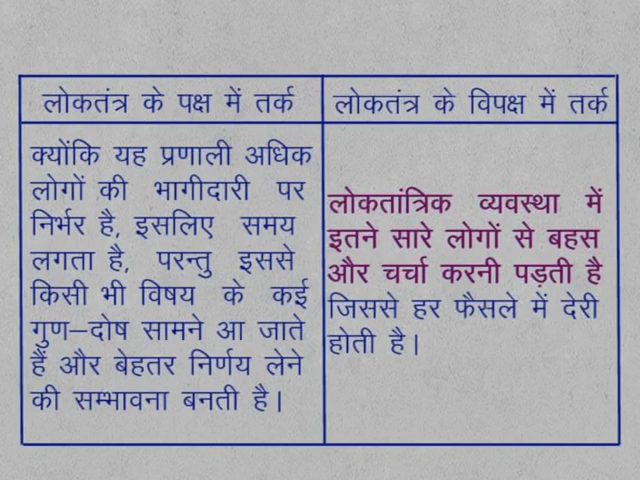 लोकतंत्र के पक्ष में तर्क
लोकतंत्र के विपक्ष में तर्क
क्योंकि यह प्रणाली अधिक
लोगों की भागीदारी पर
निर्भर है, इसलिए समय
लगता है, परन्तु इससे
किसी भी विषय के कई
गुण–दोष सामने आ जाते
हैं और बेहतर निर्णय लेने
की सम्भावना बनती है।
लोकतांत्रिक व्यवस्था में
इतने सारे लोगों से बहस
और चर्चा करनी पड़ती है
जिससे हर फैसले में देरी
होती है।